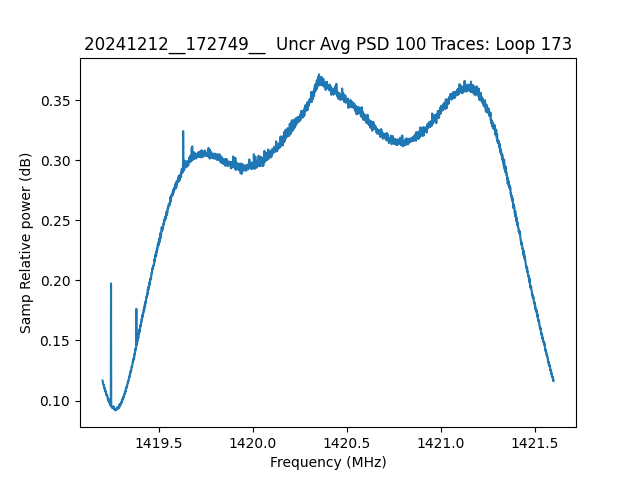 20241212__172749__  Uncr Avg PSD 100 Traces: Loop 173
0.35
0.30
0.25
0.20
0.15
0.10
Samp Relative power (dB)
1419.5 1420.0 1420.5 1421.0 1421.5
Frequency (MHz)